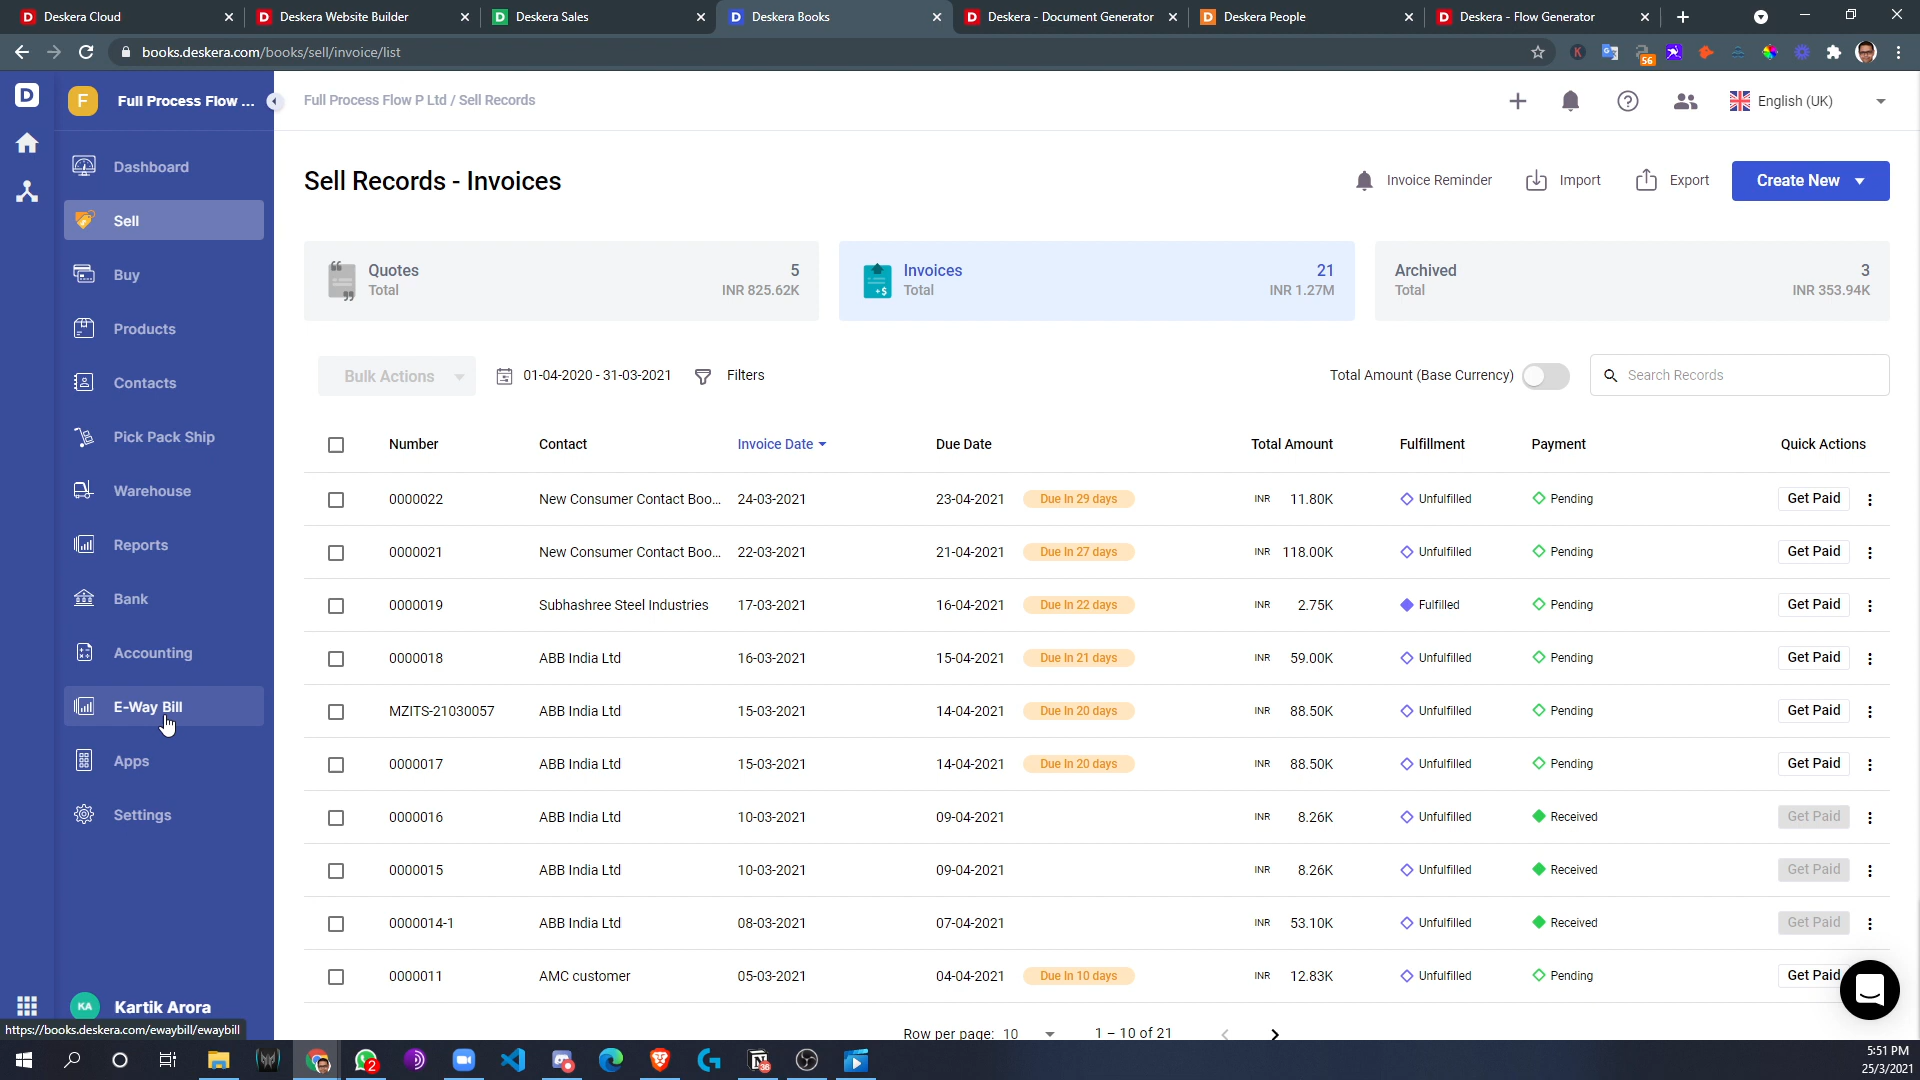 Deskera Cloud
Deskera Website Builder
Deskera Sales
Deskera Books
Deskera - Document Generator
Deskera People
Deskera - Flow Generator
books.deskera.com/books/sell/invoice/list
56
F Full Process Flow ...
Full Process Flow P Ltd / Sell Records
English (UK)
Dashboard
Sell
Buy
Products
Contacts
Pick Pack Ship
Warehouse
Reports
Bank
Accounting
E-Way Bill
Apps
Settings
KA Kartik Arora
https://books.deskera.com/ewaybill/ewaybill
Sell Records - Invoices
Invoice Reminder
Import
Export
Create New
Quotes 5
Total INR 825.62K
Invoices 21
Total INR 1.27M
Archived 3
Total INR 353.94K
Bulk Actions
01-04-2020 - 31-03-2021
Filters
Total Amount (Base Currency)
Search Records
Number Contact Invoice Date Due Date Total Amount Fulfillment Payment Quick Actions
0000022 New Consumer Contact Boo... 24-03-2021 23-04-2021 Due In 29 days INR 11.80K Unfulfilled Pending Get Paid
0000021 New Consumer Contact Boo... 22-03-2021 21-04-2021 Due In 27 days INR 118.00K Unfulfilled Pending Get Paid
0000019 Subhashree Steel Industries 17-03-2021 16-04-2021 Due In 22 days INR 2.75K Fulfilled Pending Get Paid
0000018 ABB India Ltd 16-03-2021 15-04-2021 Due In 21 days INR 59.00K Unfulfilled Pending Get Paid
MZITS-21030057 ABB India Ltd 15-03-2021 14-04-2021 Due In 20 days INR 88.50K Unfulfilled Pending Get Paid
0000017 ABB India Ltd 15-03-2021 14-04-2021 Due In 20 days INR 88.50K Unfulfilled Pending Get Paid
0000016 ABB India Ltd 10-03-2021 09-04-2021 INR 8.26K Unfulfilled Received Get Paid
0000015 ABB India Ltd 10-03-2021 09-04-2021 INR 8.26K Unfulfilled Received Get Paid
0000014-1 ABB India Ltd 08-03-2021 07-04-2021 INR 53.10K Unfulfilled Received Get Paid
0000011 AMC customer 05-03-2021 04-04-2021 Due In 10 days INR 12.83K Unfulfilled Pending Get Paid
Row per page: 10
1 - 10 of 21
2
5:51 PM
25/3/2021